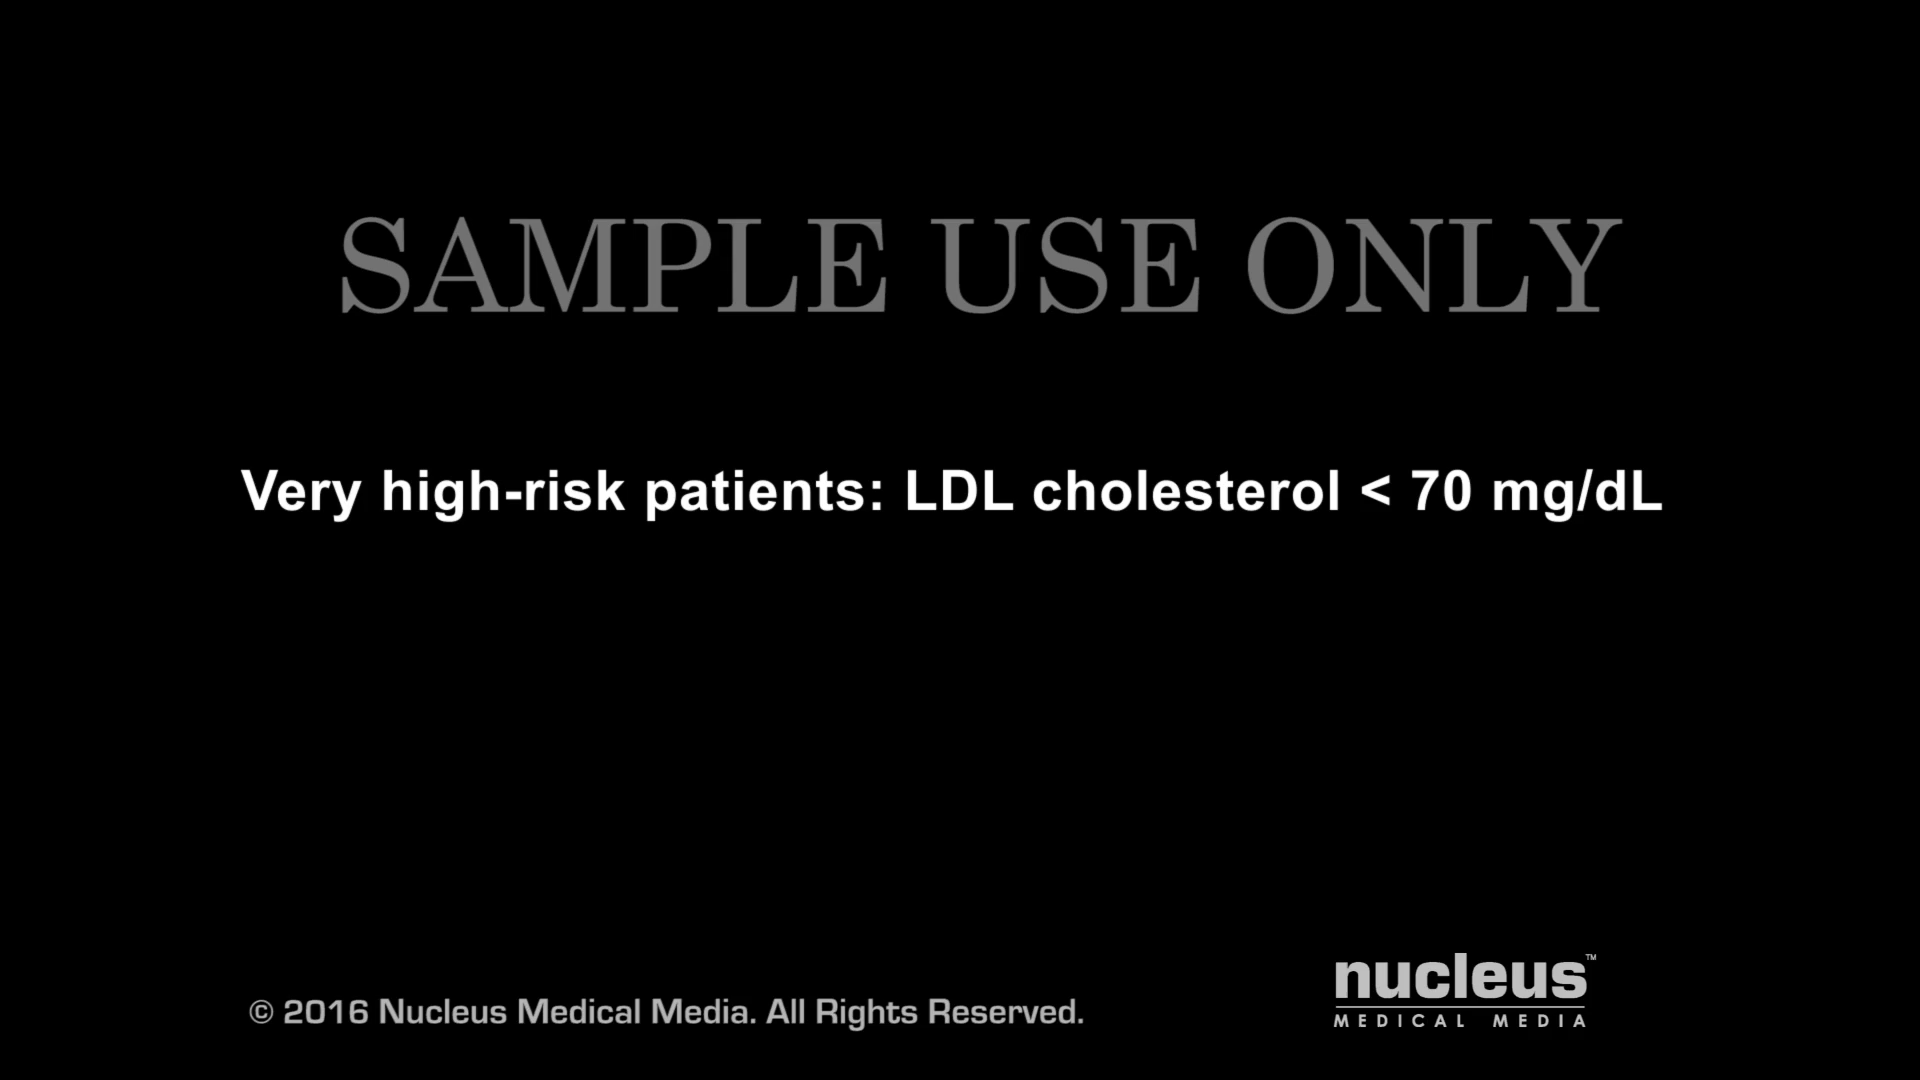 SAMPLE USE ONLY
Very high-risk patients: LDL cholesterol < 70 mg/dL
© 2016 Nucleus Medical Media. All Rights Reserved.
nucleus™
MEDICAL MEDIA